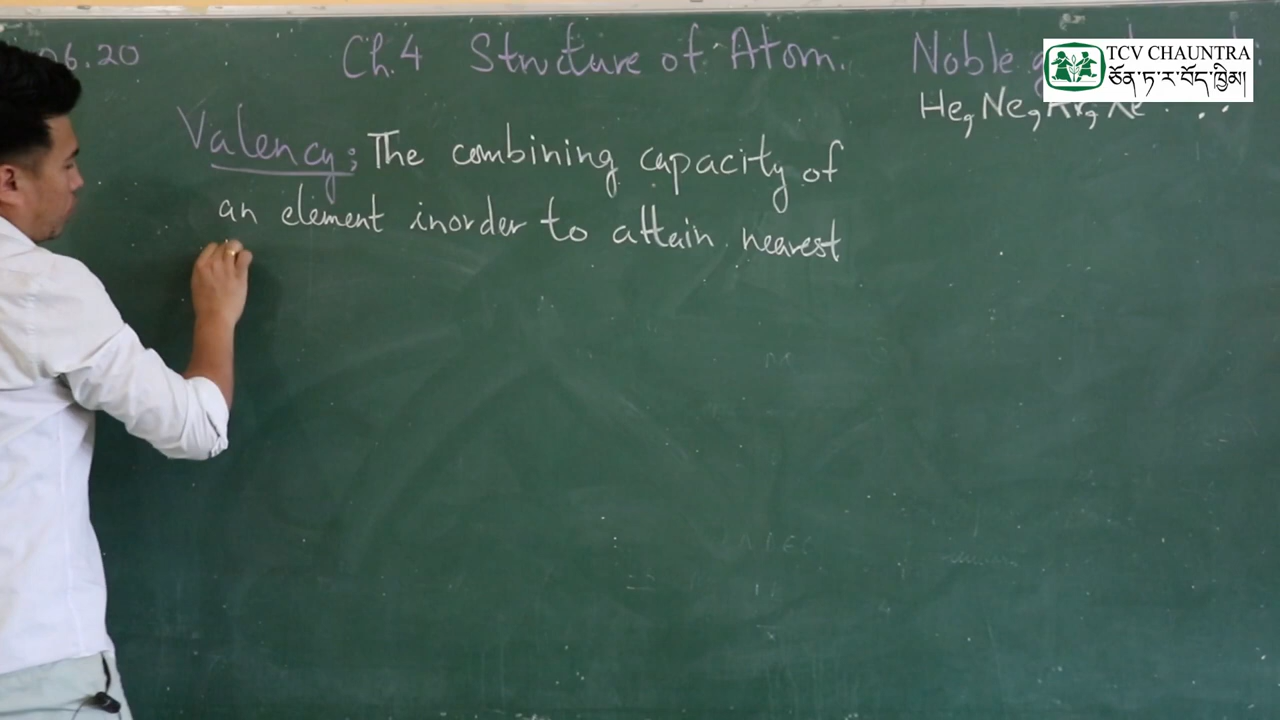 06.20 Ch.4 Structure of Atom. Noble
TCV CHAUNTRA
ཅོན་ཏ་ར་བོད་ཁྱིམ།
He, Ne, Ar, Xe . . .
Valency: The combining capacity of
an element inorder to attain nearest